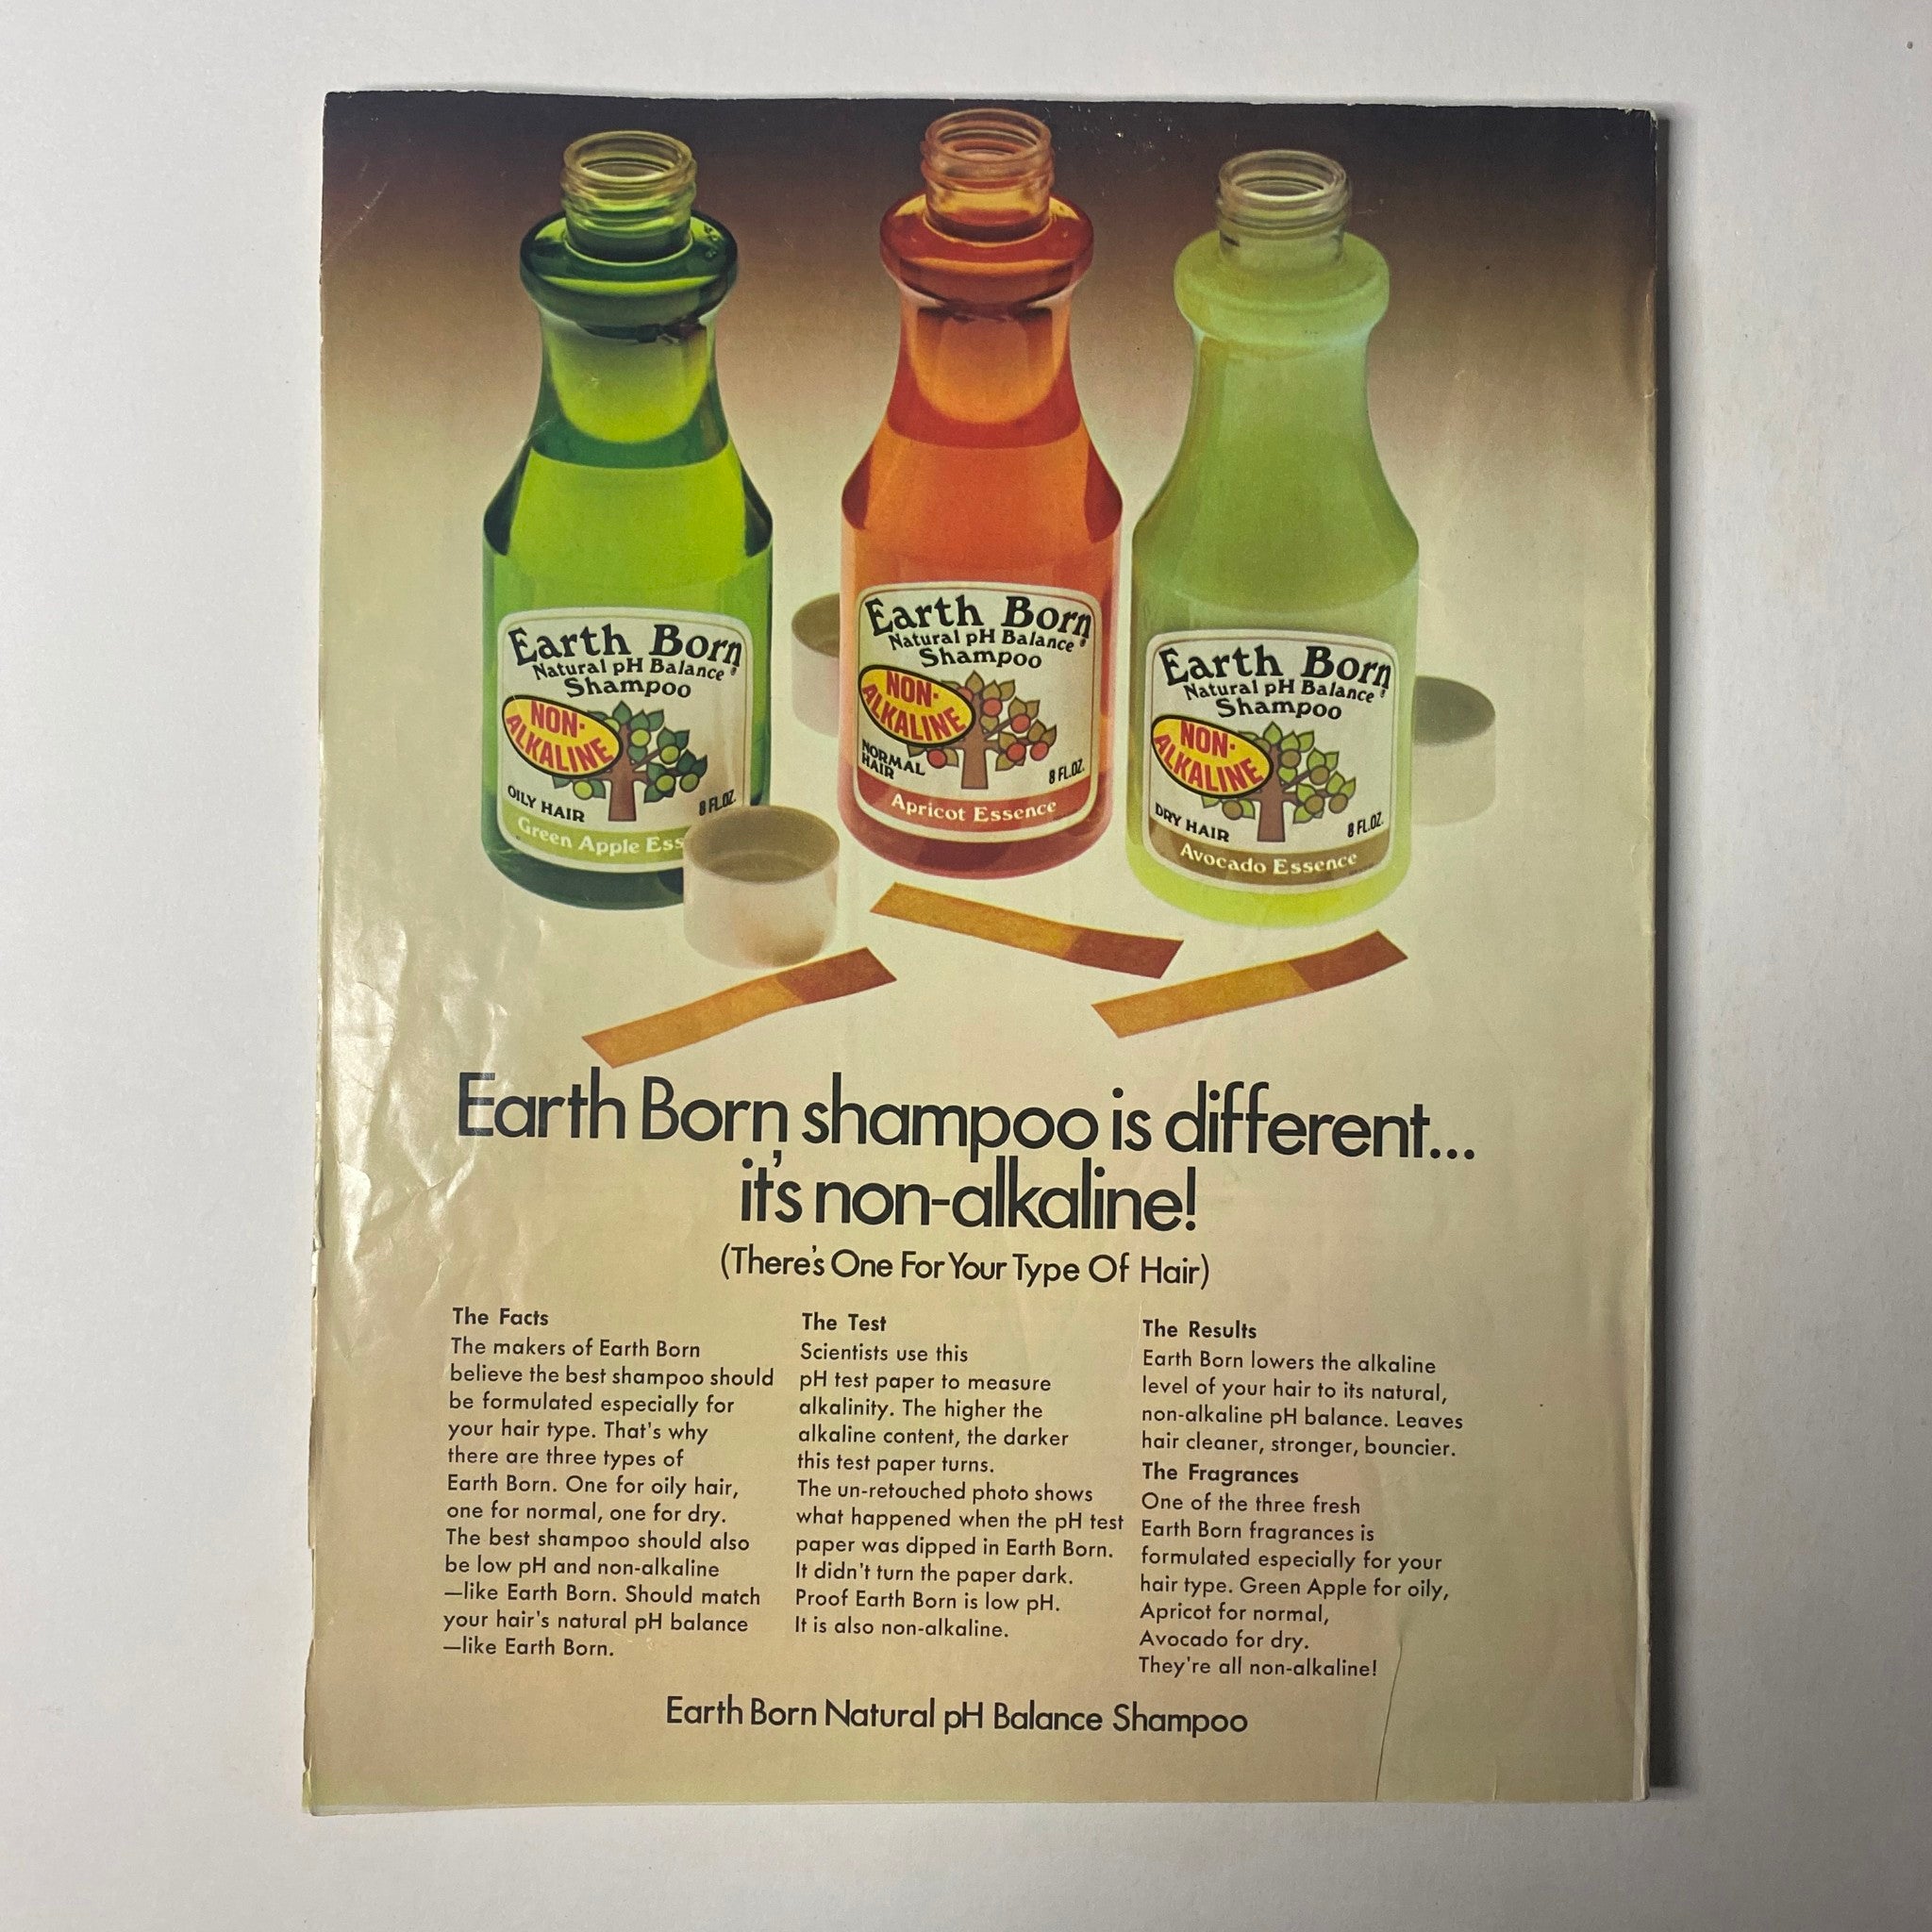 Earth Born
Natural pH Balance®
Shampoo
NON-
ALKALINE
OILY HAIR
8 FL.OZ.
Green Apple Ess
Earth Born
Natural pH Balance®
Shampoo
NON-
ALKALINE
NORMAL
HAIR
8 FL.OZ.
Apricot Essence
Earth Born
Natural pH Balance®
Shampoo
NON-
ALKALINE
DRY HAIR
8 FL.OZ.
Avocado Essence
Earth Born shampoo is different...
it's non-alkaline!
(There's One For Your Type Of Hair)
The Facts
The makers of Earth Born
believe the best shampoo should
be formulated especially for
your hair type. That's why
there are three types of
Earth Born. One for oily hair,
one for normal, one for dry.
The best shampoo should also
be low pH and non-alkaline
—like Earth Born. Should match
your hair's natural pH balance
—like Earth Born.
The Test
Scientists use this
pH test paper to measure
alkalinity. The higher the
alkaline content, the darker
this test paper turns.
The un-retouched photo shows
what happened when the pH test
paper was dipped in Earth Born.
It didn't turn the paper dark.
Proof Earth Born is low pH.
It is also non-alkaline.
The Results
Earth Born lowers the alkaline
level of your hair to its natural,
non-alkaline pH balance. Leaves
hair cleaner, stronger, bouncier.
The Fragrances
One of the three fresh
Earth Born fragrances is
formulated especially for your
hair type. Green Apple for oily,
Apricot for normal,
Avocado for dry.
They're all non-alkaline!
Earth Born Natural pH Balance Shampoo